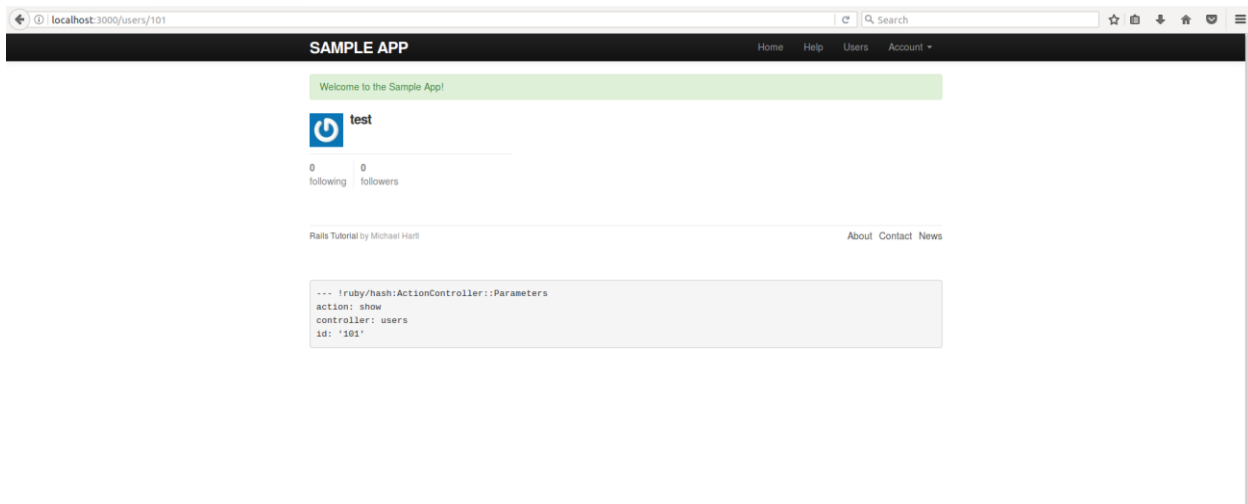 localhost:3000/users/101
Search
SAMPLE APP
Home Help Users Account
Welcome to the Sample App!
test
0 0
following followers
Rails Tutorial by Michael Hartl
About Contact News
--- !ruby/hash:ActionController::Parameters
action: show
controller: users
id: '101'